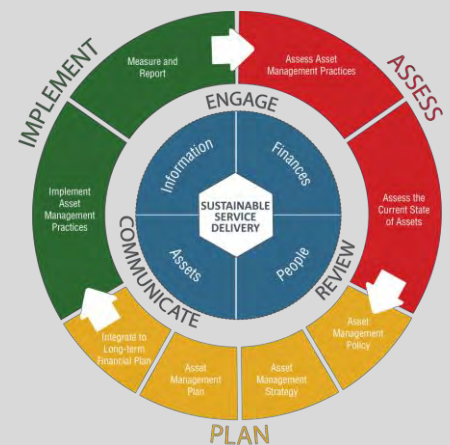 IMPLEMENT
Measure and
Report
Implement
Asset
Management
Practices
ASSESS
Assess Asset
Management Practices
Assess the
Current State
of Assets
ENGAGE
COMMUNICATE
REVIEW
Information
Finances
SUSTAINABLE
SERVICE
DELIVERY
Assets
People
Asset
Management
Policy
Asset
Management
Strategy
Asset
Management
Plan
Integrate to
Long-term
Financial Plan
PLAN